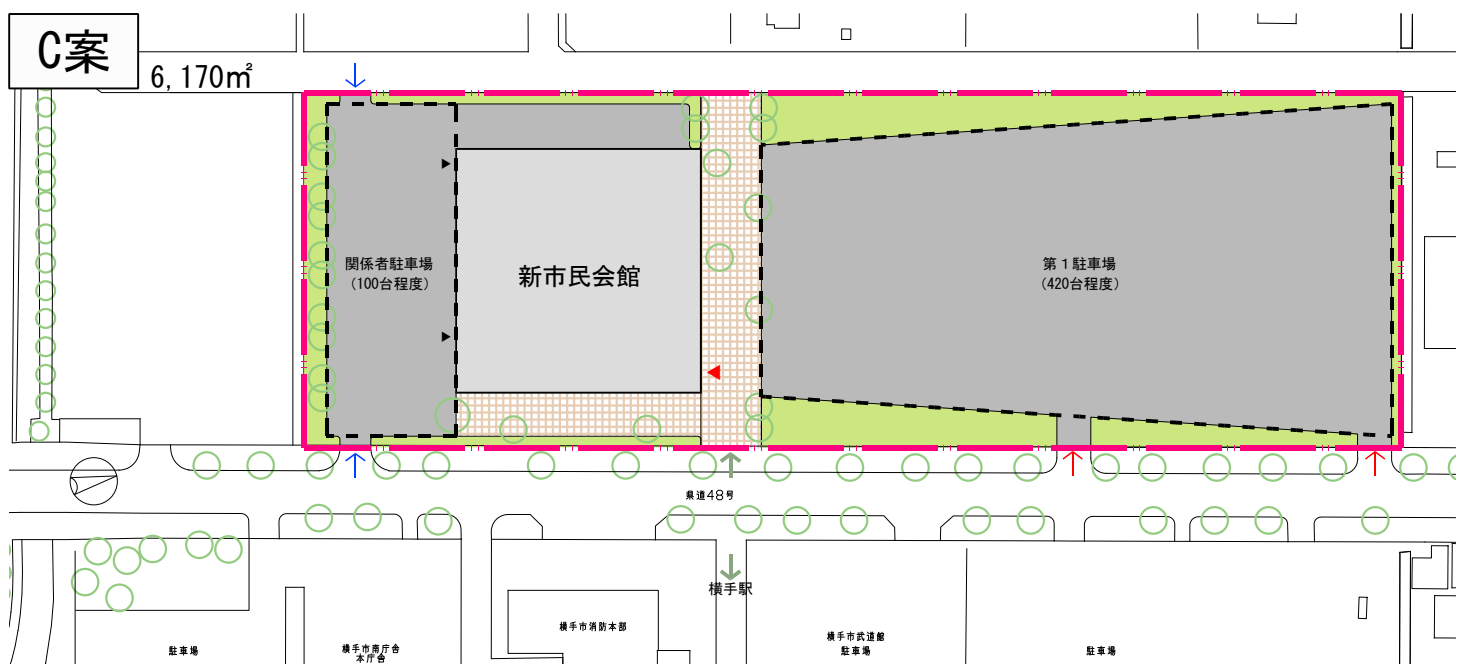 C案
6,170㎡
関係者駐車場
(100台程度)
新市民会館
第1駐車場
(420台程度)
県道48号
横手駅
駐車場
横手市南庁舎
本庁舎
横手市消防本部
横手市武道館
駐車場
駐車場